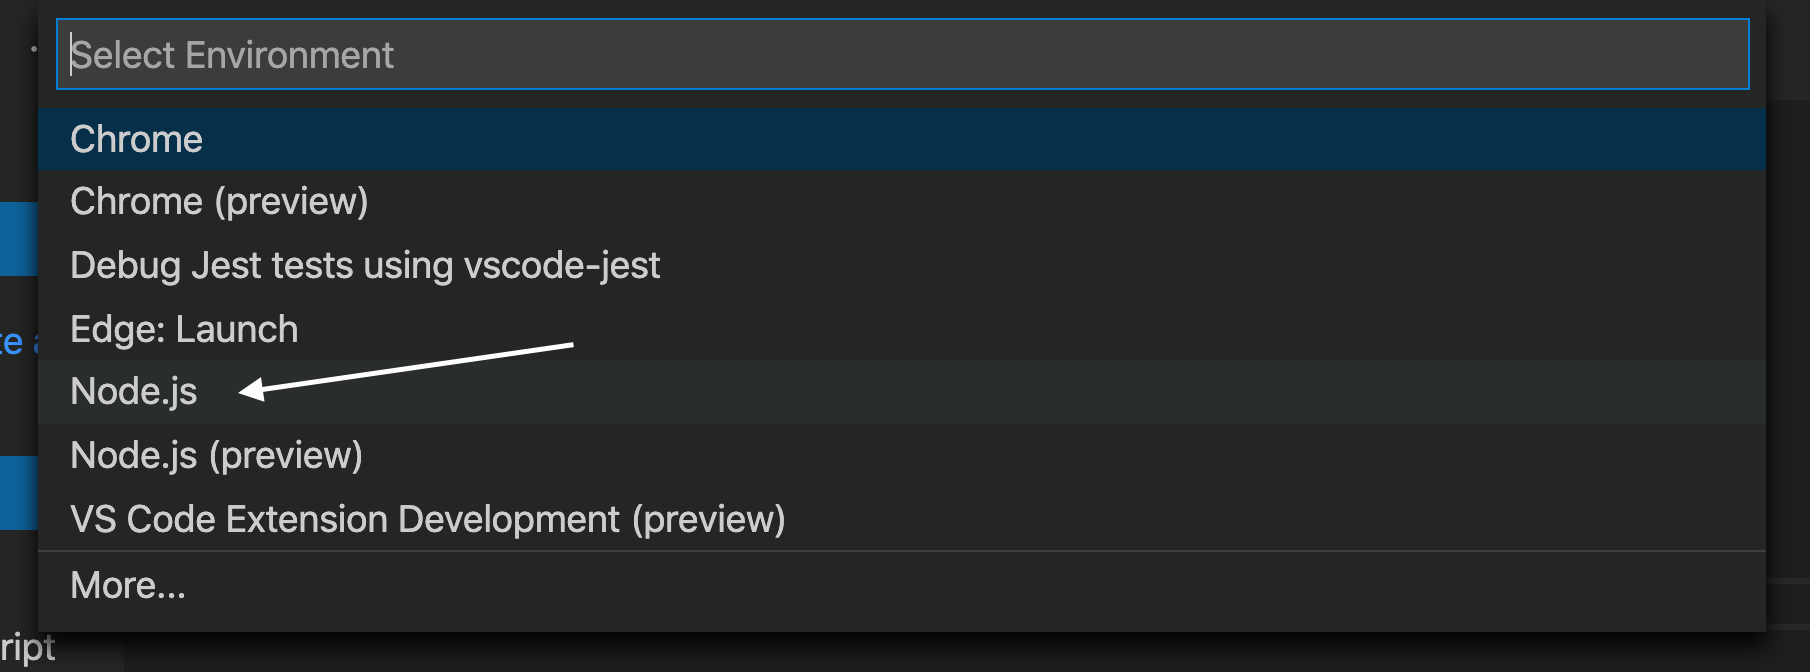 Select Environment
Chrome
Chrome (preview)
Debug Jest tests using vscode-jest
Edge: Launch
te a
Node.js
Node.js (preview)
VS Code Extension Development (preview)
More...
ript